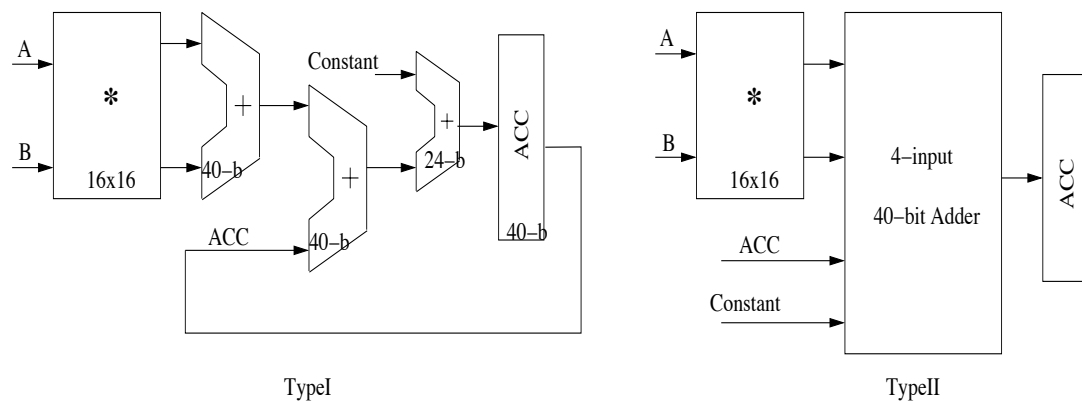 A
*
B
16x16
+
40-b
ACC
+
40-b
Constant
+
24-b
ACC
40-b
TypeI
A
*
B
16x16
ACC
Constant
4-input
40-bit Adder
ACC
TypeII